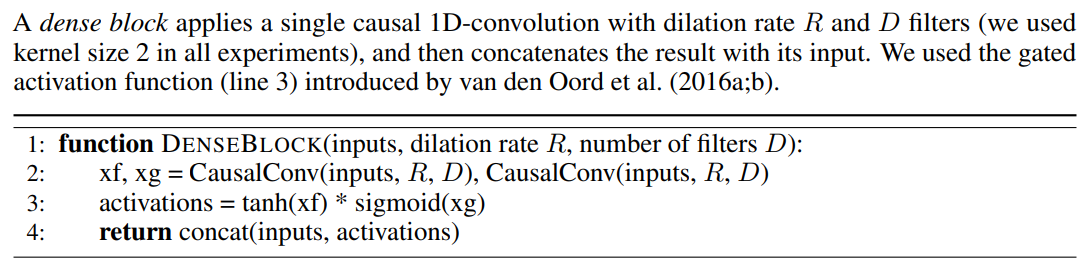 A dense block applies a single causal 1D-convolution with dilation rate R and D filters (we used
kernel size 2 in all experiments), and then concatenates the result with its input. We used the gated
activation function (line 3) introduced by van den Oord et al. (2016a;b).
1: function DENSEBLOCK(inputs, dilation rate R, number of filters D):
2: xf, xg = CausalConv(inputs, R, D), CausalConv(inputs, R, D)
3: activations = tanh(xf) * sigmoid(xg)
4: return concat(inputs, activations)